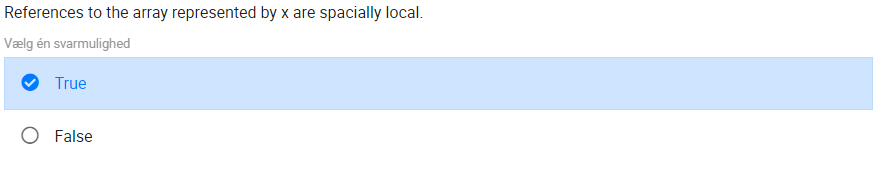 References to the array represented by x are spacially local.
Vælg én svarmulighed
True
False